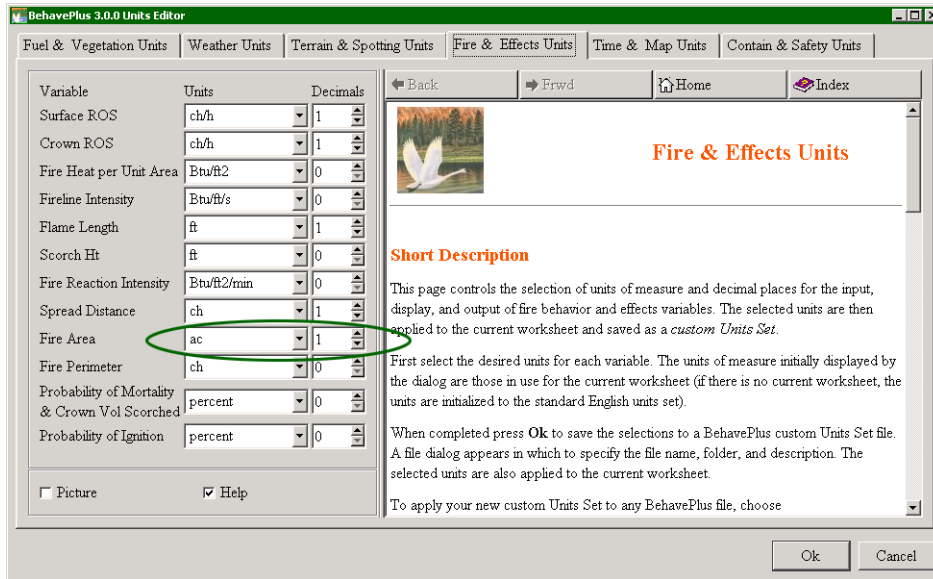 BehavePlus 3.0.0 Units Editor
Fuel & Vegetation Units Weather Units Terrain & Spotting Units Fire & Effects Units Time & Map Units Contain & Safety Units
Variable Units Decimals
Surface ROS ch/h 1
Crown ROS ch/h 1
Fire Heat per Unit Area Btu/ft2 0
Fireline Intensity Btu/ft/s 0
Flame Length ft 1
Scorch Ht ft 0
Fire Reaction Intensity Btu/ft2/min 0
Spread Distance ch 1
Fire Area ac 1
Fire Perimeter ch 0
Probability of Mortality
& Crown Vol Scorched percent 0
Probability of Ignition percent 0
Picture Help
Back Frwd Home Index
Fire & Effects Units
Short Description
This page controls the selection of units of measure and decimal places for the input,
display, and output of fire behavior and effects variables. The selected units are then
applied to the current worksheet and saved as a custom Units Set.
First select the desired units for each variable. The units of measure initially displayed by
the dialog are those in use for the current worksheet (if there is no current worksheet, the
units are initialized to the standard English units set).
When completed press Ok to save the selections to a BehavePlus custom Units Set file.
A file dialog appears in which to specify the file name, folder, and description. The
selected units are also applied to the current worksheet.
To apply your new custom Units Set to any BehavePlus file, choose
Ok Cancel